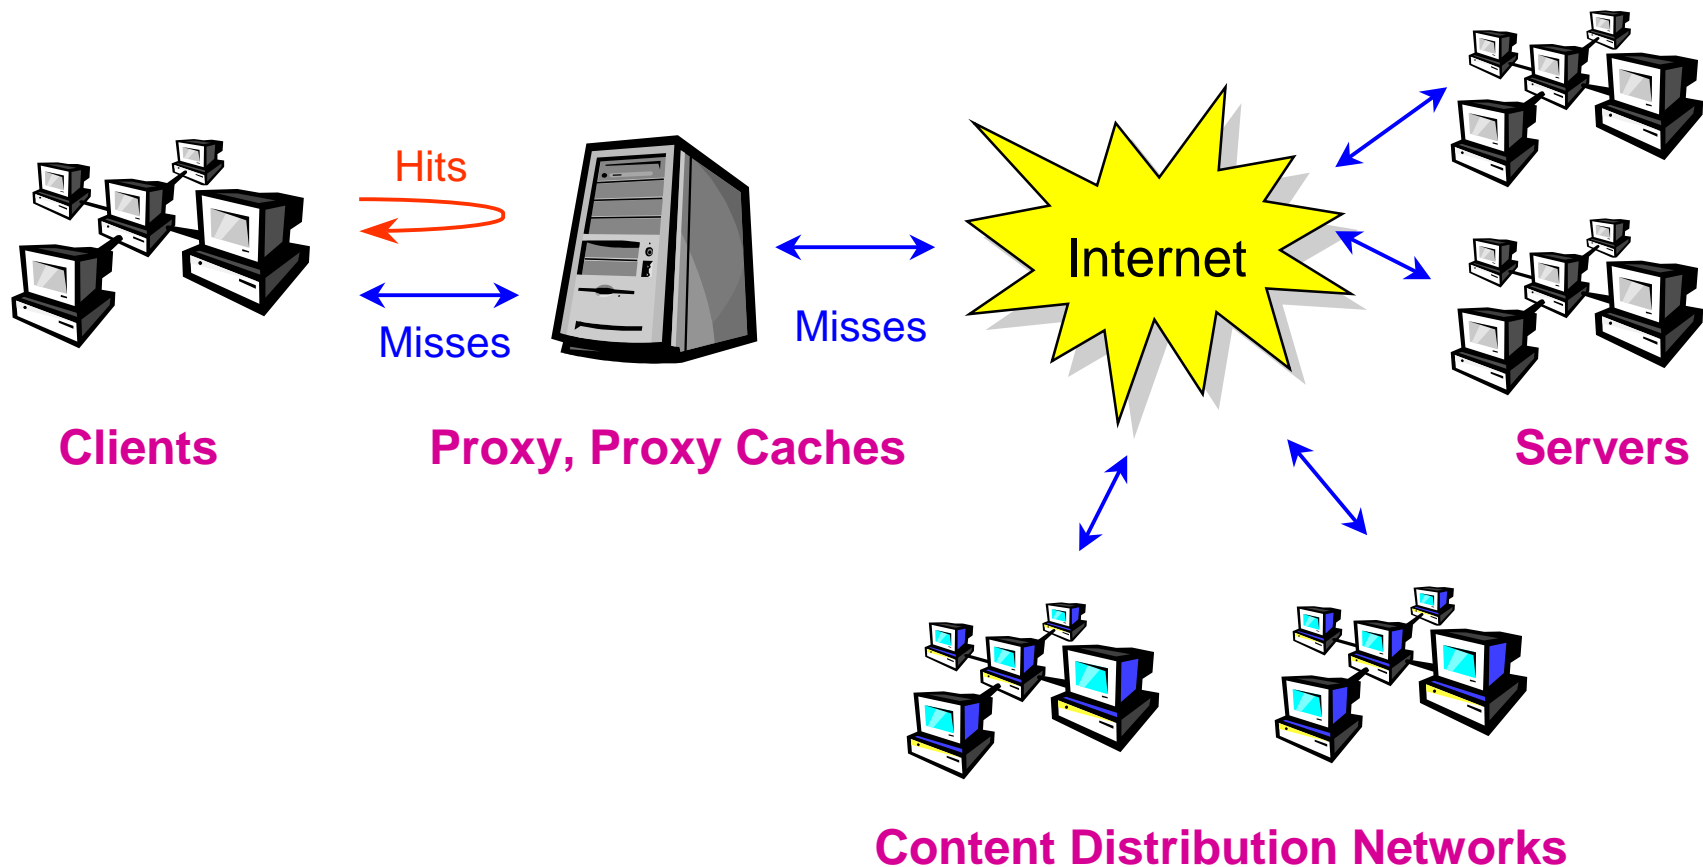 Hits
Misses
Misses
Internet
Clients
Proxy, Proxy Caches
Servers
Content Distribution Networks